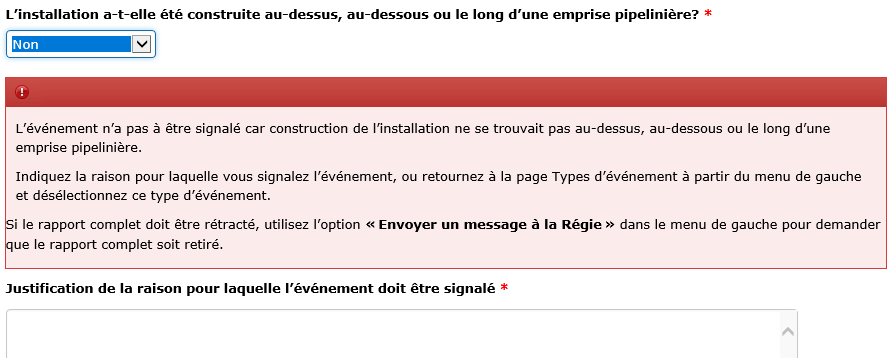 L’installation a-t-elle été construite au-dessus, au-dessous ou le long d’une emprise pipelinière? *
Non
L’événement n’a pas à être signalé car construction de l’installation ne se trouvait pas au-dessus, au-dessous ou le long d’une
emprise pipelinière.
Indiquez la raison pour laquelle vous signalez l’événement, ou retournez à la page Types d’événement à partir du menu de gauche
et désélectionnez ce type d’événement.
Si le rapport complet doit être rétracté, utilisez l’option « Envoyer un message à la Régie » dans le menu de gauche pour demander
que le rapport complet soit retiré.
Justification de la raison pour laquelle l’événement doit être signalé *